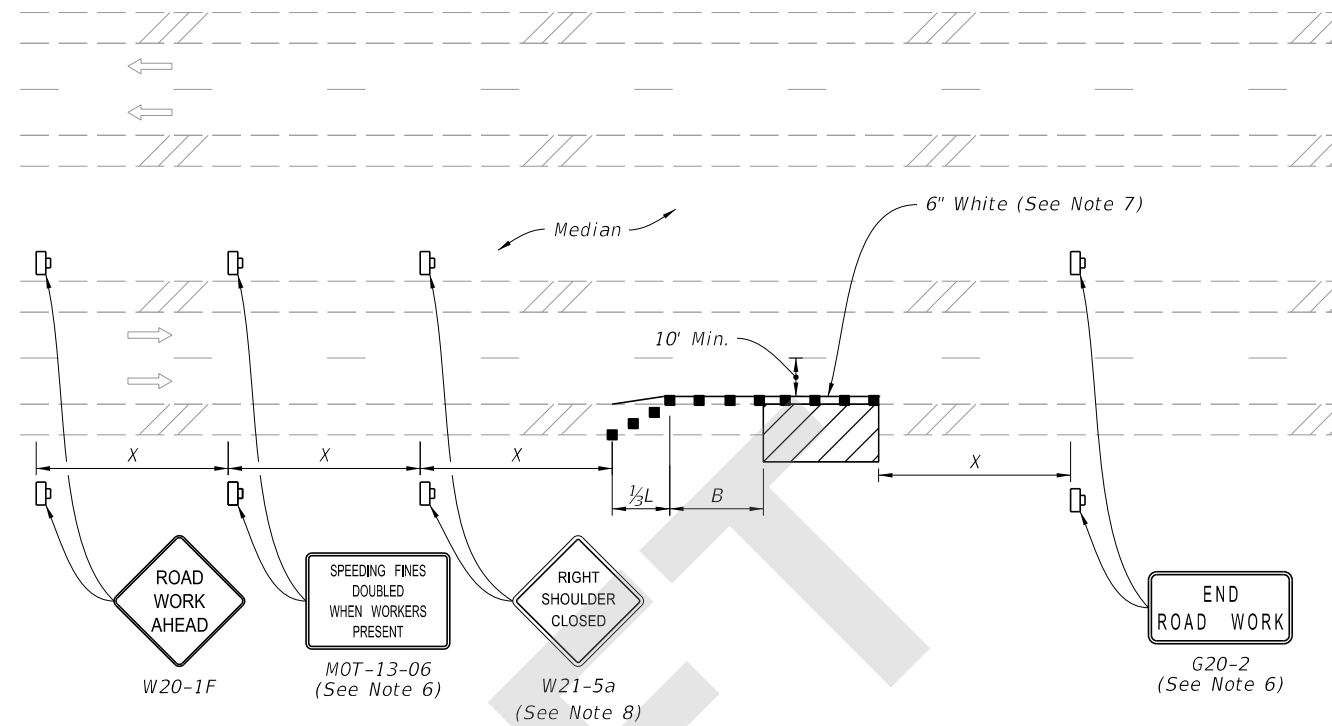 6" White (See Note 7)
Median
10' Min.
X
X
X
X
⅓L
B
ROAD
WORK
AHEAD
W20-1F
SPEEDING FINES
DOUBLED
WHEN WORKERS
PRESENT
MOT-13-06
(See Note 6)
RIGHT
SHOULDER
CLOSED
W21-5a
(See Note 8)
END
ROAD WORK
G20-2
(See Note 6)